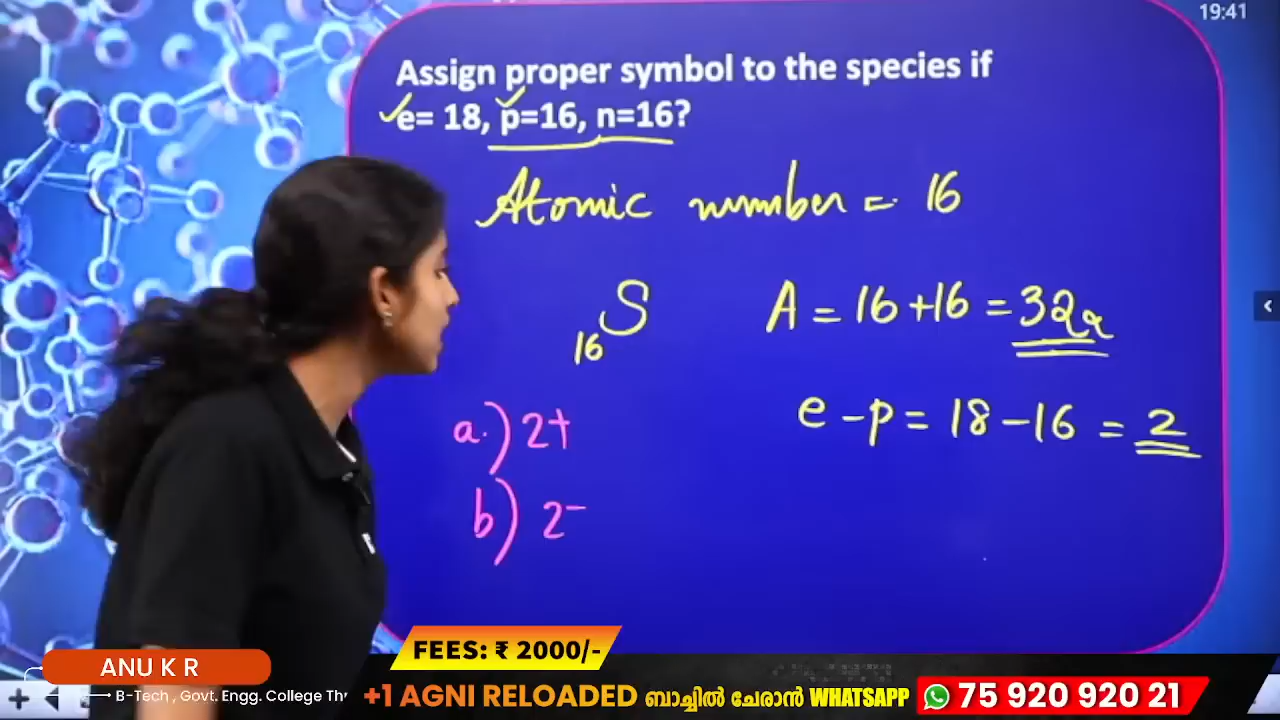 19:41
Assign proper symbol to the species if
e= 18, p=16, n=16?
Atomic number = 16
16 S
A = 16 +16 = 32
e - p = 18 - 16 = 2
a.) 2+
b) 2-
FEES: ₹ 2000/-
ANU K R
B-Tech , Govt. Engg. College Th
+1 AGNI RELOADED ബാച്ചിൽ ചേരാൻ WHATSAPP 75 920 920 21